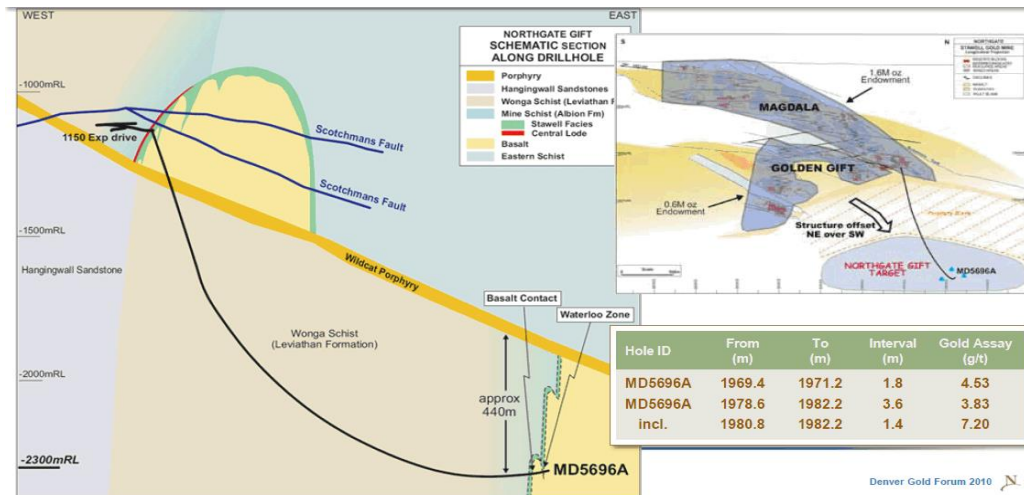 WEST
EAST
NORTHGATE GIFT
SCHEMATIC SECTION
ALONG DRILLHOLE
Porphyry
Hangingwall Sandstones
Wonga Schist (Leviathan F
Mine Schist (Albion Fm)
Stawell Facies
Central Lode
Basalt
Eastern Schist
-1000mRL
1150 Exp drive
Scotchmans Fault
Scotchmans Fault
-1500mRL
Hangingwall Sandstone
Wildcat Porphyry
Basalt Contact
Waterloo Zone
Wonga Schist
(Leviathan Formation)
-2000mRL
approx
440m
-2300mRL
MD5696A
S
N
NORTHGATE
STAWELL GOLD MINE
1.6M oz
Endowment
MAGDALA
GOLDEN GIFT
0.6M oz
Endowment
Structure offset
NE over SW
NORTHGATE GIFT
TARGET
MD5696A
Scale
Hole ID From (m) To (m) Interval (m) Gold Assay (g/t)
MD5696A 1969.4 1971.2 1.8 4.53
MD5696A 1978.6 1982.2 3.6 3.83
incl. 1980.8 1982.2 1.4 7.20
Denver Gold Forum 2010
N